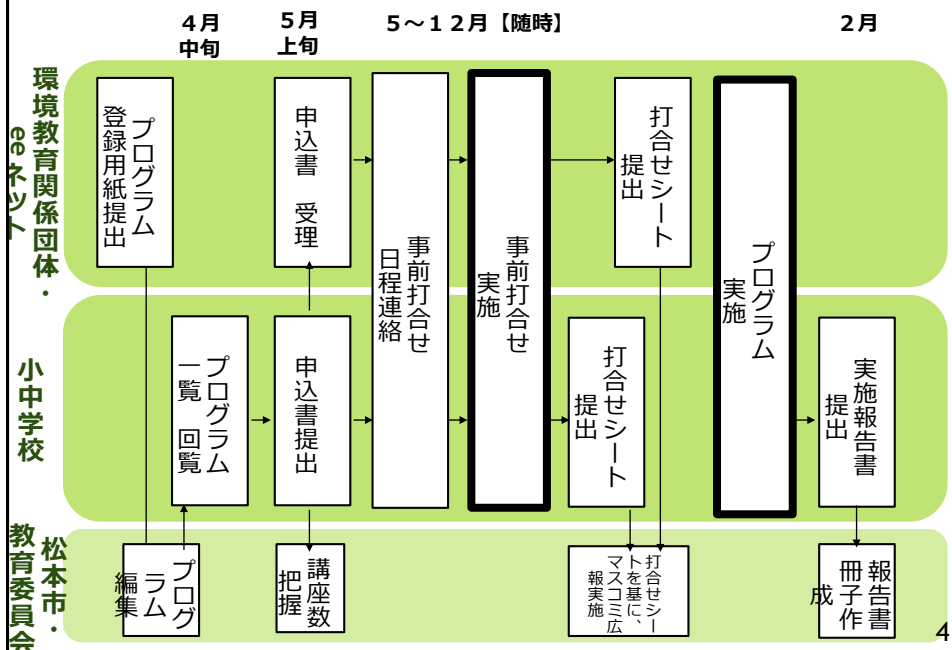 4月
中旬
5月
上旬
5～12月【随時】
2月
環境教育関係団体・
eeネット
プログラム
登録用紙提出
申込書 受理
事前打合せ
日程連絡
事前打合せ
実施
打合せシート
提出
プログラム
実施
小中学校
プログラム
一覧 回覧
申込書提出
打合せシート
提出
実施報告書
提出
松本市・
教育委員会
プログ
ラム
編集
講座数
把握
打合せシー
トを基に、
マスコミ広
報実施
報告書
冊子作
成
4